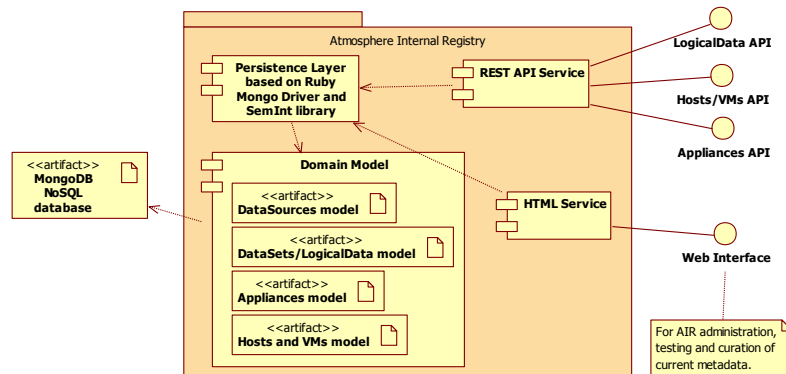 Atmosphere Internal Registry
Persistence Layer
based on Ruby
Mongo Driver and
SemInt library
REST API Service
LogicalData API
Hosts/VMs API
Appliances API
<<artifact>>
MongoDB
NoSQL
database
Domain Model
<<artifact>>
DataSources model
<<artifact>>
DataSets/LogicalData model
<<artifact>>
Appliances model
<<artifact>>
Hosts and VMs model
HTML Service
Web Interface
For AIR administration,
testing and curation of
current metadata.